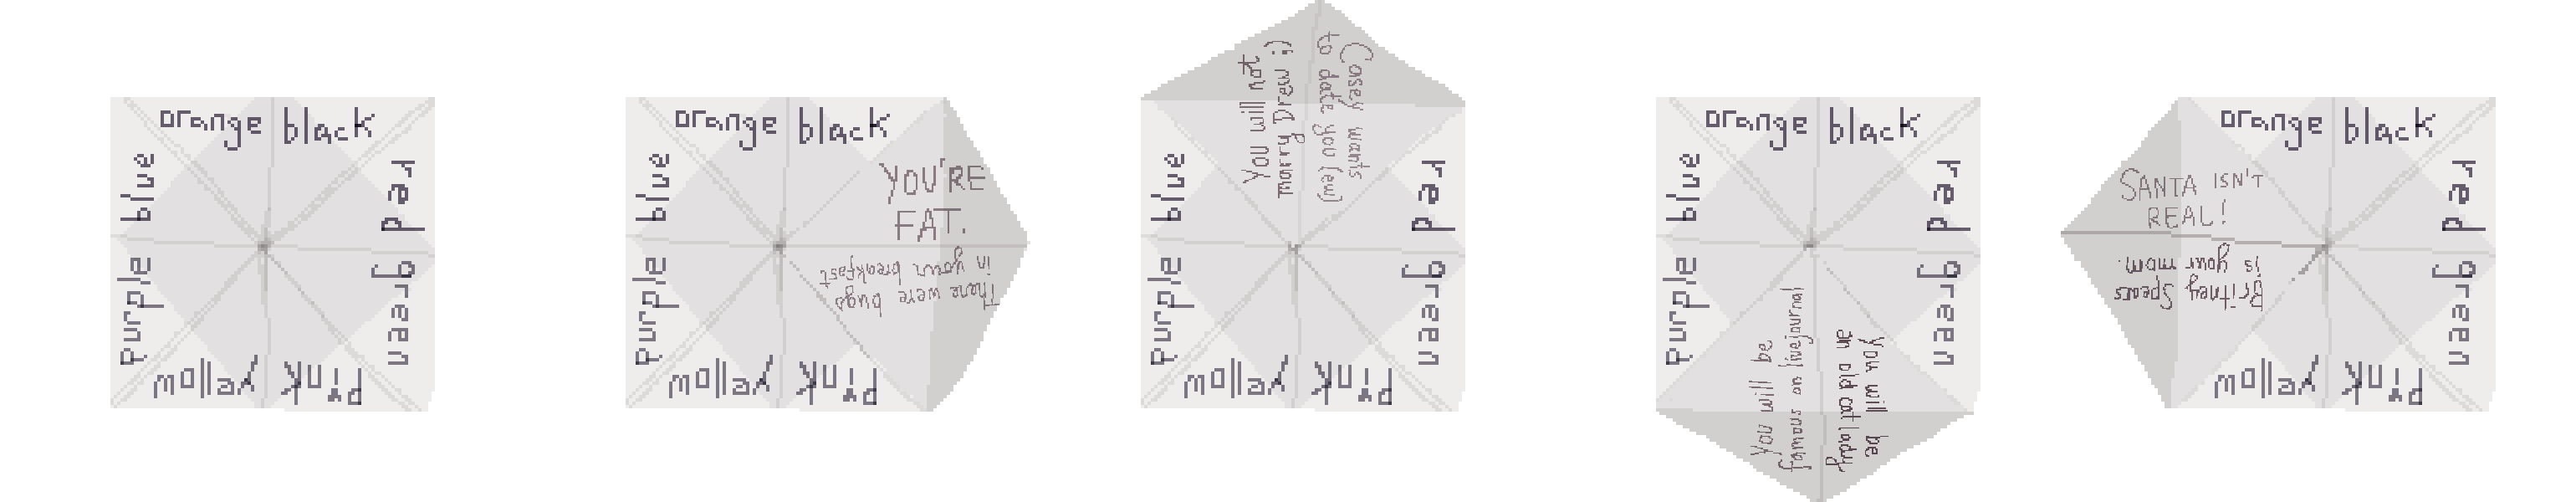 orange black
blue
red
purple
green
yellow
pink
orange black
blue
YOU'RE
FAT.
There were bugs
in your breakfast
purple
yellow
pink
You will not
marry Drew ;)
Casey wants
to date you (ew)
orange black
blue
red
purple
green
yellow
pink
orange black
blue
red
purple
green
You will be
famous on livejournal
you will be
an old cat lady
orange black
SANTA ISN'T
REAL!
Britney Spears
is your mom.
red
green
yellow
pink